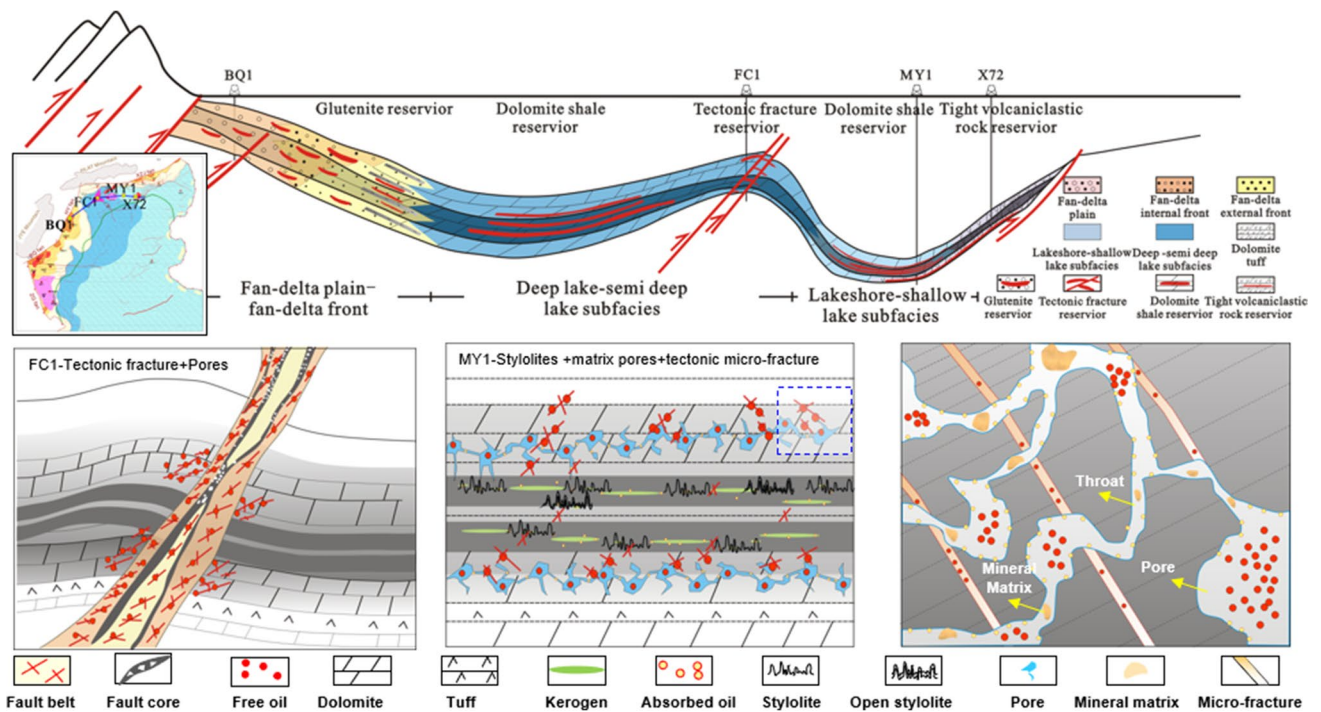 BQ1
FC1
MY1
X72
Glutenite reservior
Dolomite shale
reservior
Tectonic fracture
reservior
Dolomite shale
reservior
Tight volcaniclastic
rock reservoir
MY1
FC1
X72
BQ1
Fan-delta
plain
Fan-delta
internal front
Fan-delta
external front
Lakeshore-shallow
lake subfacies
Deep -semi deep
lake subfacies
Dolomite
tuff
Glutenite
reservior
Tectonic fracture
reservior
Dolomite
shale reservior
Tight volcaniclastic
rock reservoir
Fan-delta plain–
fan-delta front
Deep lake-semi deep
lake subfacies
Lakeshore-shallow
lake subfacies
FC1-Tectonic fracture+Pores
MY1-Stylolites +matrix pores+tectonic micro-fracture
Throat
Mineral
Matrix
Pore
Fault belt
Fault core
Free oil
Dolomite
Tuff
Kerogen
Absorbed oil
Stylolite
Open stylolite
Pore
Mineral matrix
Micro-fracture